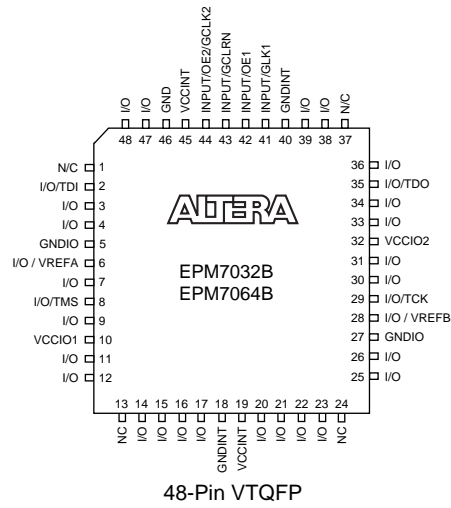 I/O
I/O
GND
VCCINT
INPUT/OE2/GCLK2
INPUT/GCLRN
INPUT/OE1
INPUT/GLK1
GNDINT
I/O
I/O
N/C
48 47 46 45 44 43 42 41 40 39 38 37
N/C 1
I/O/TDI 2
I/O 3
I/O 4
GNDIO 5
I/O / VREFA 6
I/O 7
I/O/TMS 8
I/O 9
VCCIO1 10
I/O 11
I/O 12
ALTERA
EPM7032B
EPM7064B
36 I/O
35 I/O/TDO
34 I/O
33 I/O
32 VCCIO2
31 I/O
30 I/O
29 I/O/TCK
28 I/O / VREFB
27 GNDIO
26 I/O
25 I/O
13 14 15 16 17 18 19 20 21 22 23 24
NC
I/O
I/O
I/O
I/O
GNDINT
VCCINT
I/O
I/O
I/O
I/O
NC
48-Pin VTQFP